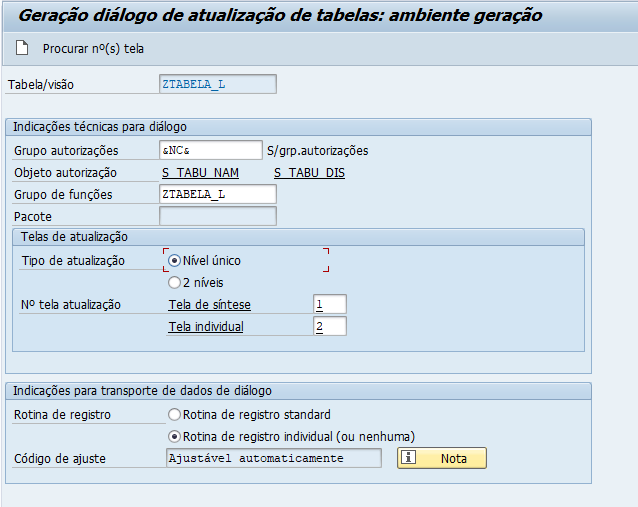 Geração diálogo de atualização de tabelas: ambiente geração
Procurar nº(s) tela
Tabela/visão ZTABELA_L
Indicações técnicas para diálogo
Grupo autorizações &NC& S/grp.autorizações
Objeto autorização S_TABU_NAM S_TABU_DIS
Grupo de funções ZTABELA_L
Pacote
Telas de atualização
Tipo de atualização Nível único
2 níveis
Nº tela atualização Tela de síntese 1
Tela individual 2
Indicações para transporte de dados de diálogo
Rotina de registro Rotina de registro standard
Rotina de registro individual (ou nenhuma)
Código de ajuste Ajustável automaticamente Nota